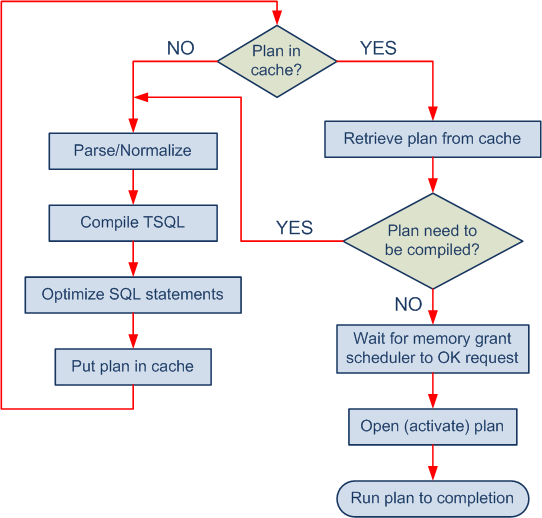 NO
Plan in
cache?
YES
Parse/Normalize
Retrieve plan from cache
Compile TSQL
YES
Plan need to
be compiled?
Optimize SQL statements
NO
Put plan in cache
Wait for memory grant
scheduler to OK request
Open (activate) plan
Run plan to completion